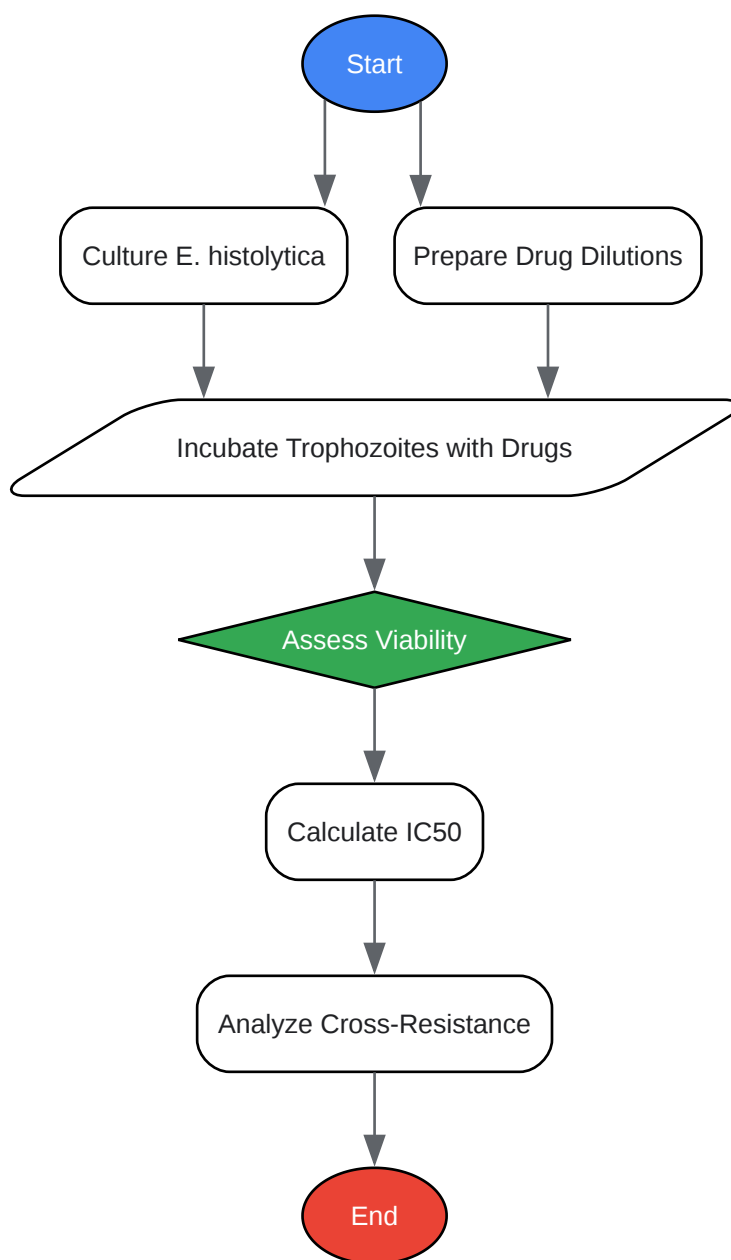 Start
Culture E. histolytica
Prepare Drug Dilutions
Incubate Trophozoites with Drugs
Assess Viability
Calculate IC50
Analyze Cross-Resistance
End